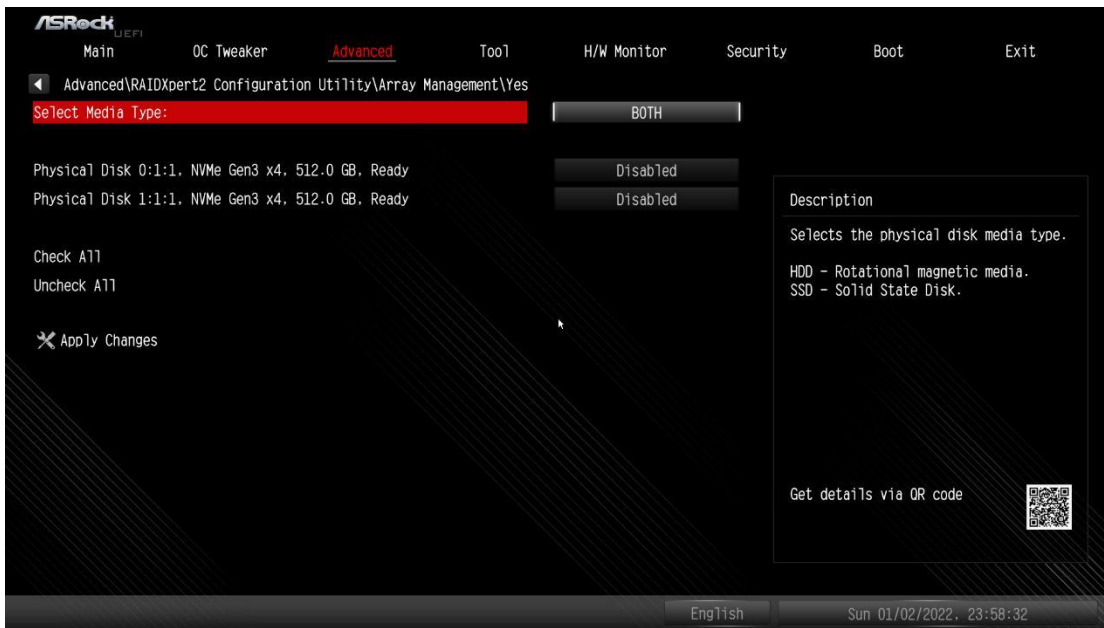 ASRock UEFI
Main OC Tweaker Advanced Tool H/W Monitor Security Boot Exit
Advanced\RAIDXpert2 Configuration Utility\Array Management\Yes
Select Media Type: BOTH
Physical Disk 0:1:1, NVMe Gen3 x4, 512.0 GB, Ready Disabled
Physical Disk 1:1:1, NVMe Gen3 x4, 512.0 GB, Ready Disabled
Check All
Uncheck All
Apply Changes
Description
Selects the physical disk media type.
HDD - Rotational magnetic media.
SSD - Solid State Disk.
Get details via QR code
English Sun 01/02/2022, 23:58:32